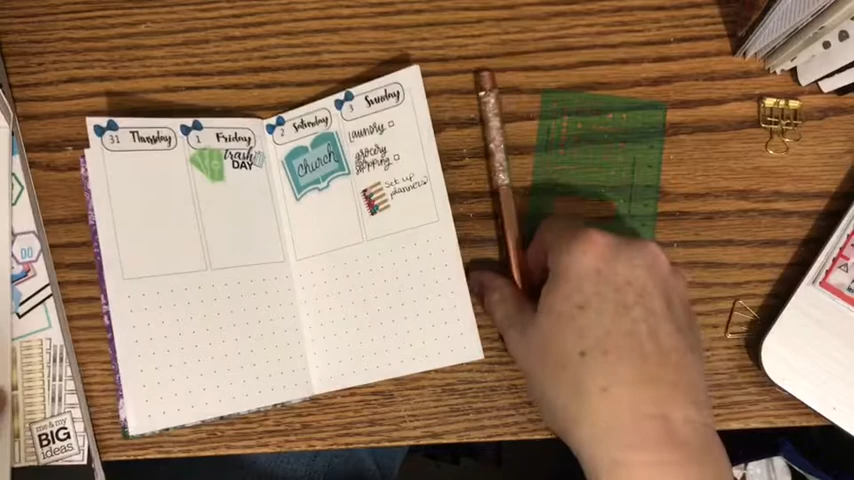 31 Thursday
1 Friday
2 Saturday
3 Sunday
trash
DAY
church
laundry
grocery
shopping
Set up
planners!
DO
me & my
BIG
ideas